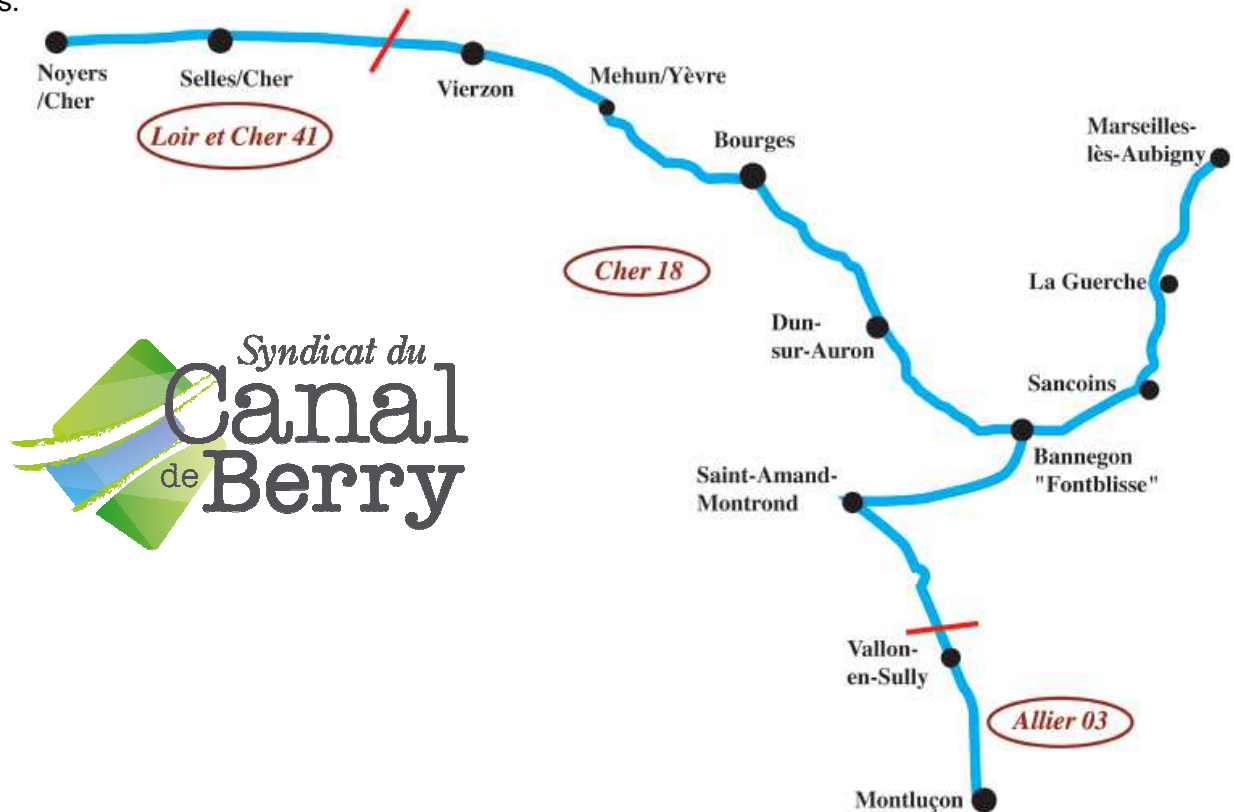 s.
Noyers
/Cher
Selles/Cher
Vierzon
Mehun/Yèvre
Loir et Cher 41
Bourges
Marseilles-
lès-Aubigny
Cher 18
La Guerche
Dun-
sur-Auron
Sancoins
Syndicat du
Canal
de Berry
Bannegon
"Fontblisse"
Saint-Amand-
Montrond
Vallon-
en-Sully
Allier 03
Montluçon